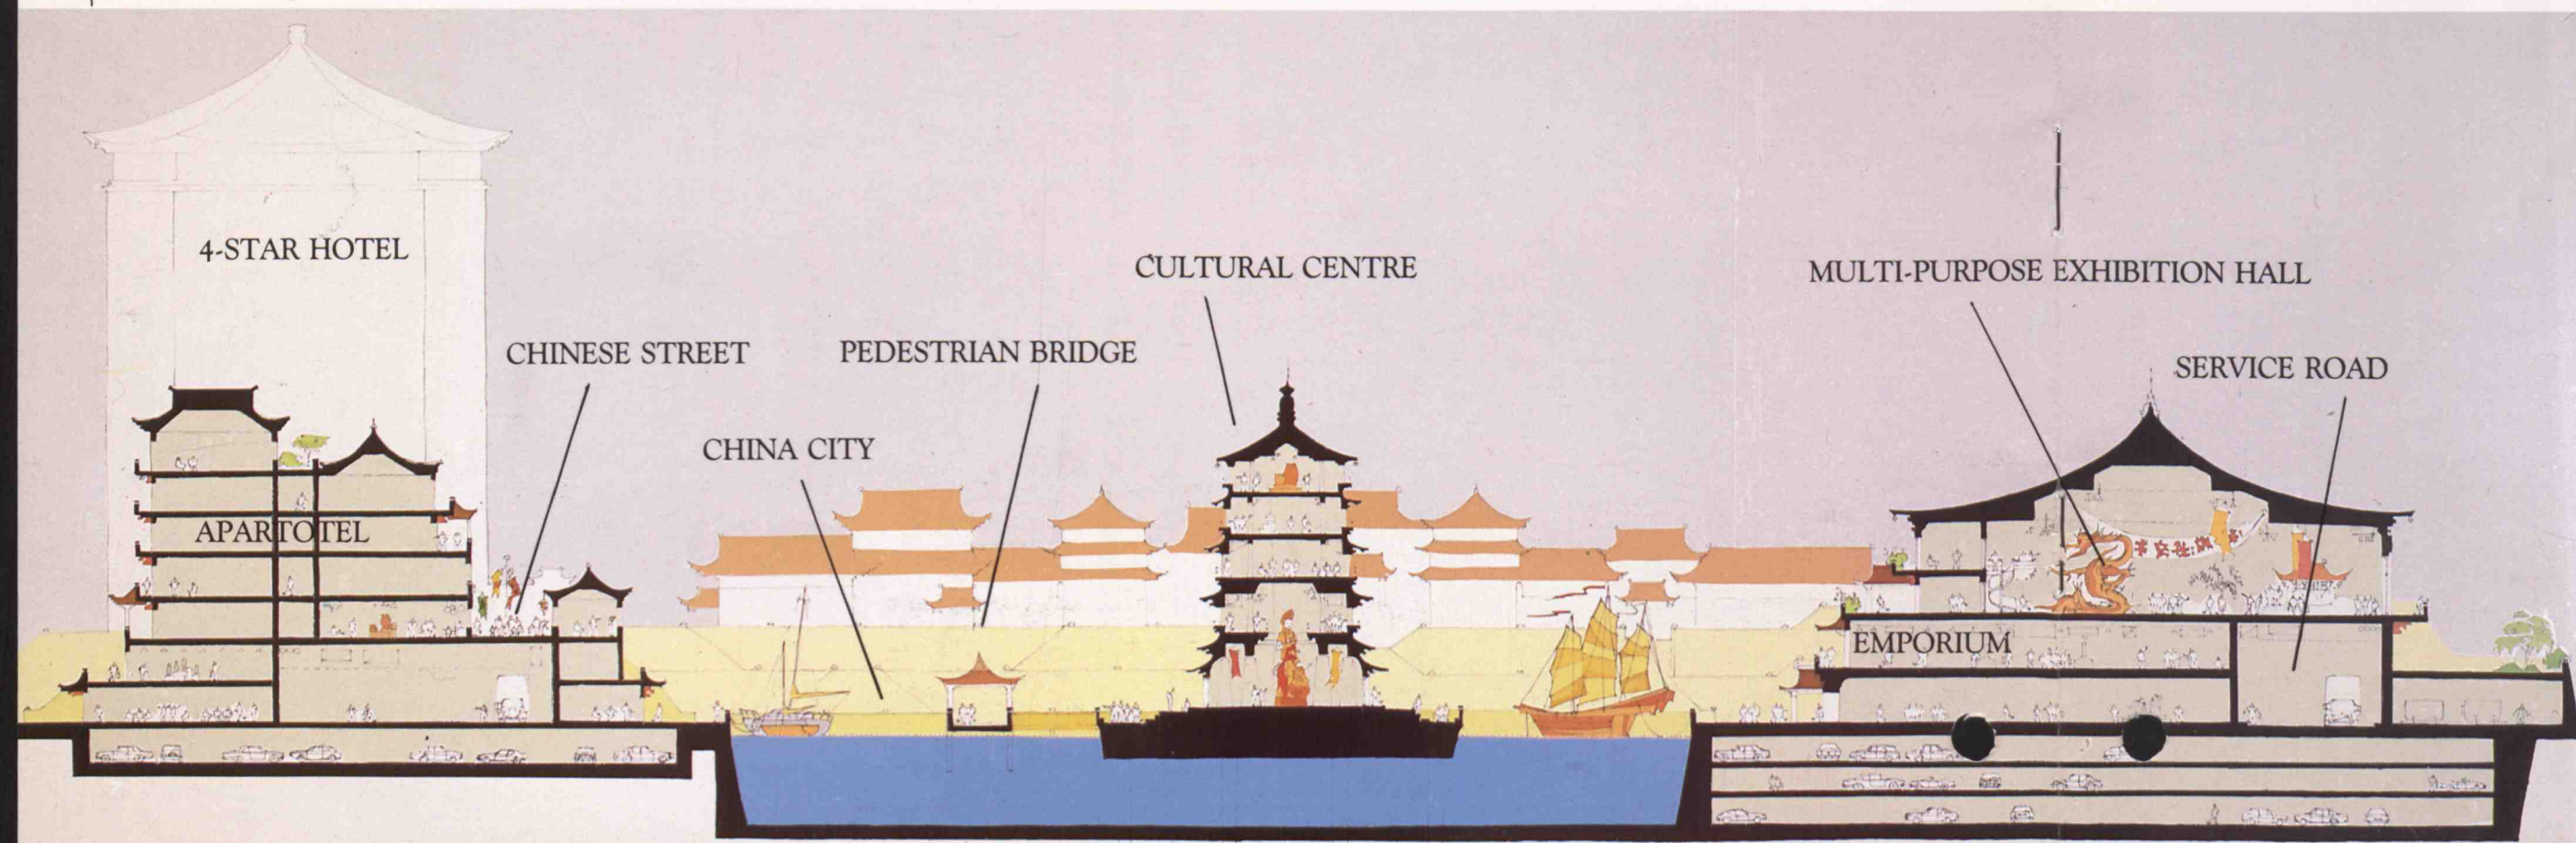 4-STAR HOTEL
CULTURAL CENTRE
MULTI-PURPOSE EXHIBITION HALL
CHINESE STREET
PEDESTRIAN BRIDGE
SERVICE ROAD
CHINA CITY
APARTOTEL
EMPORIUM